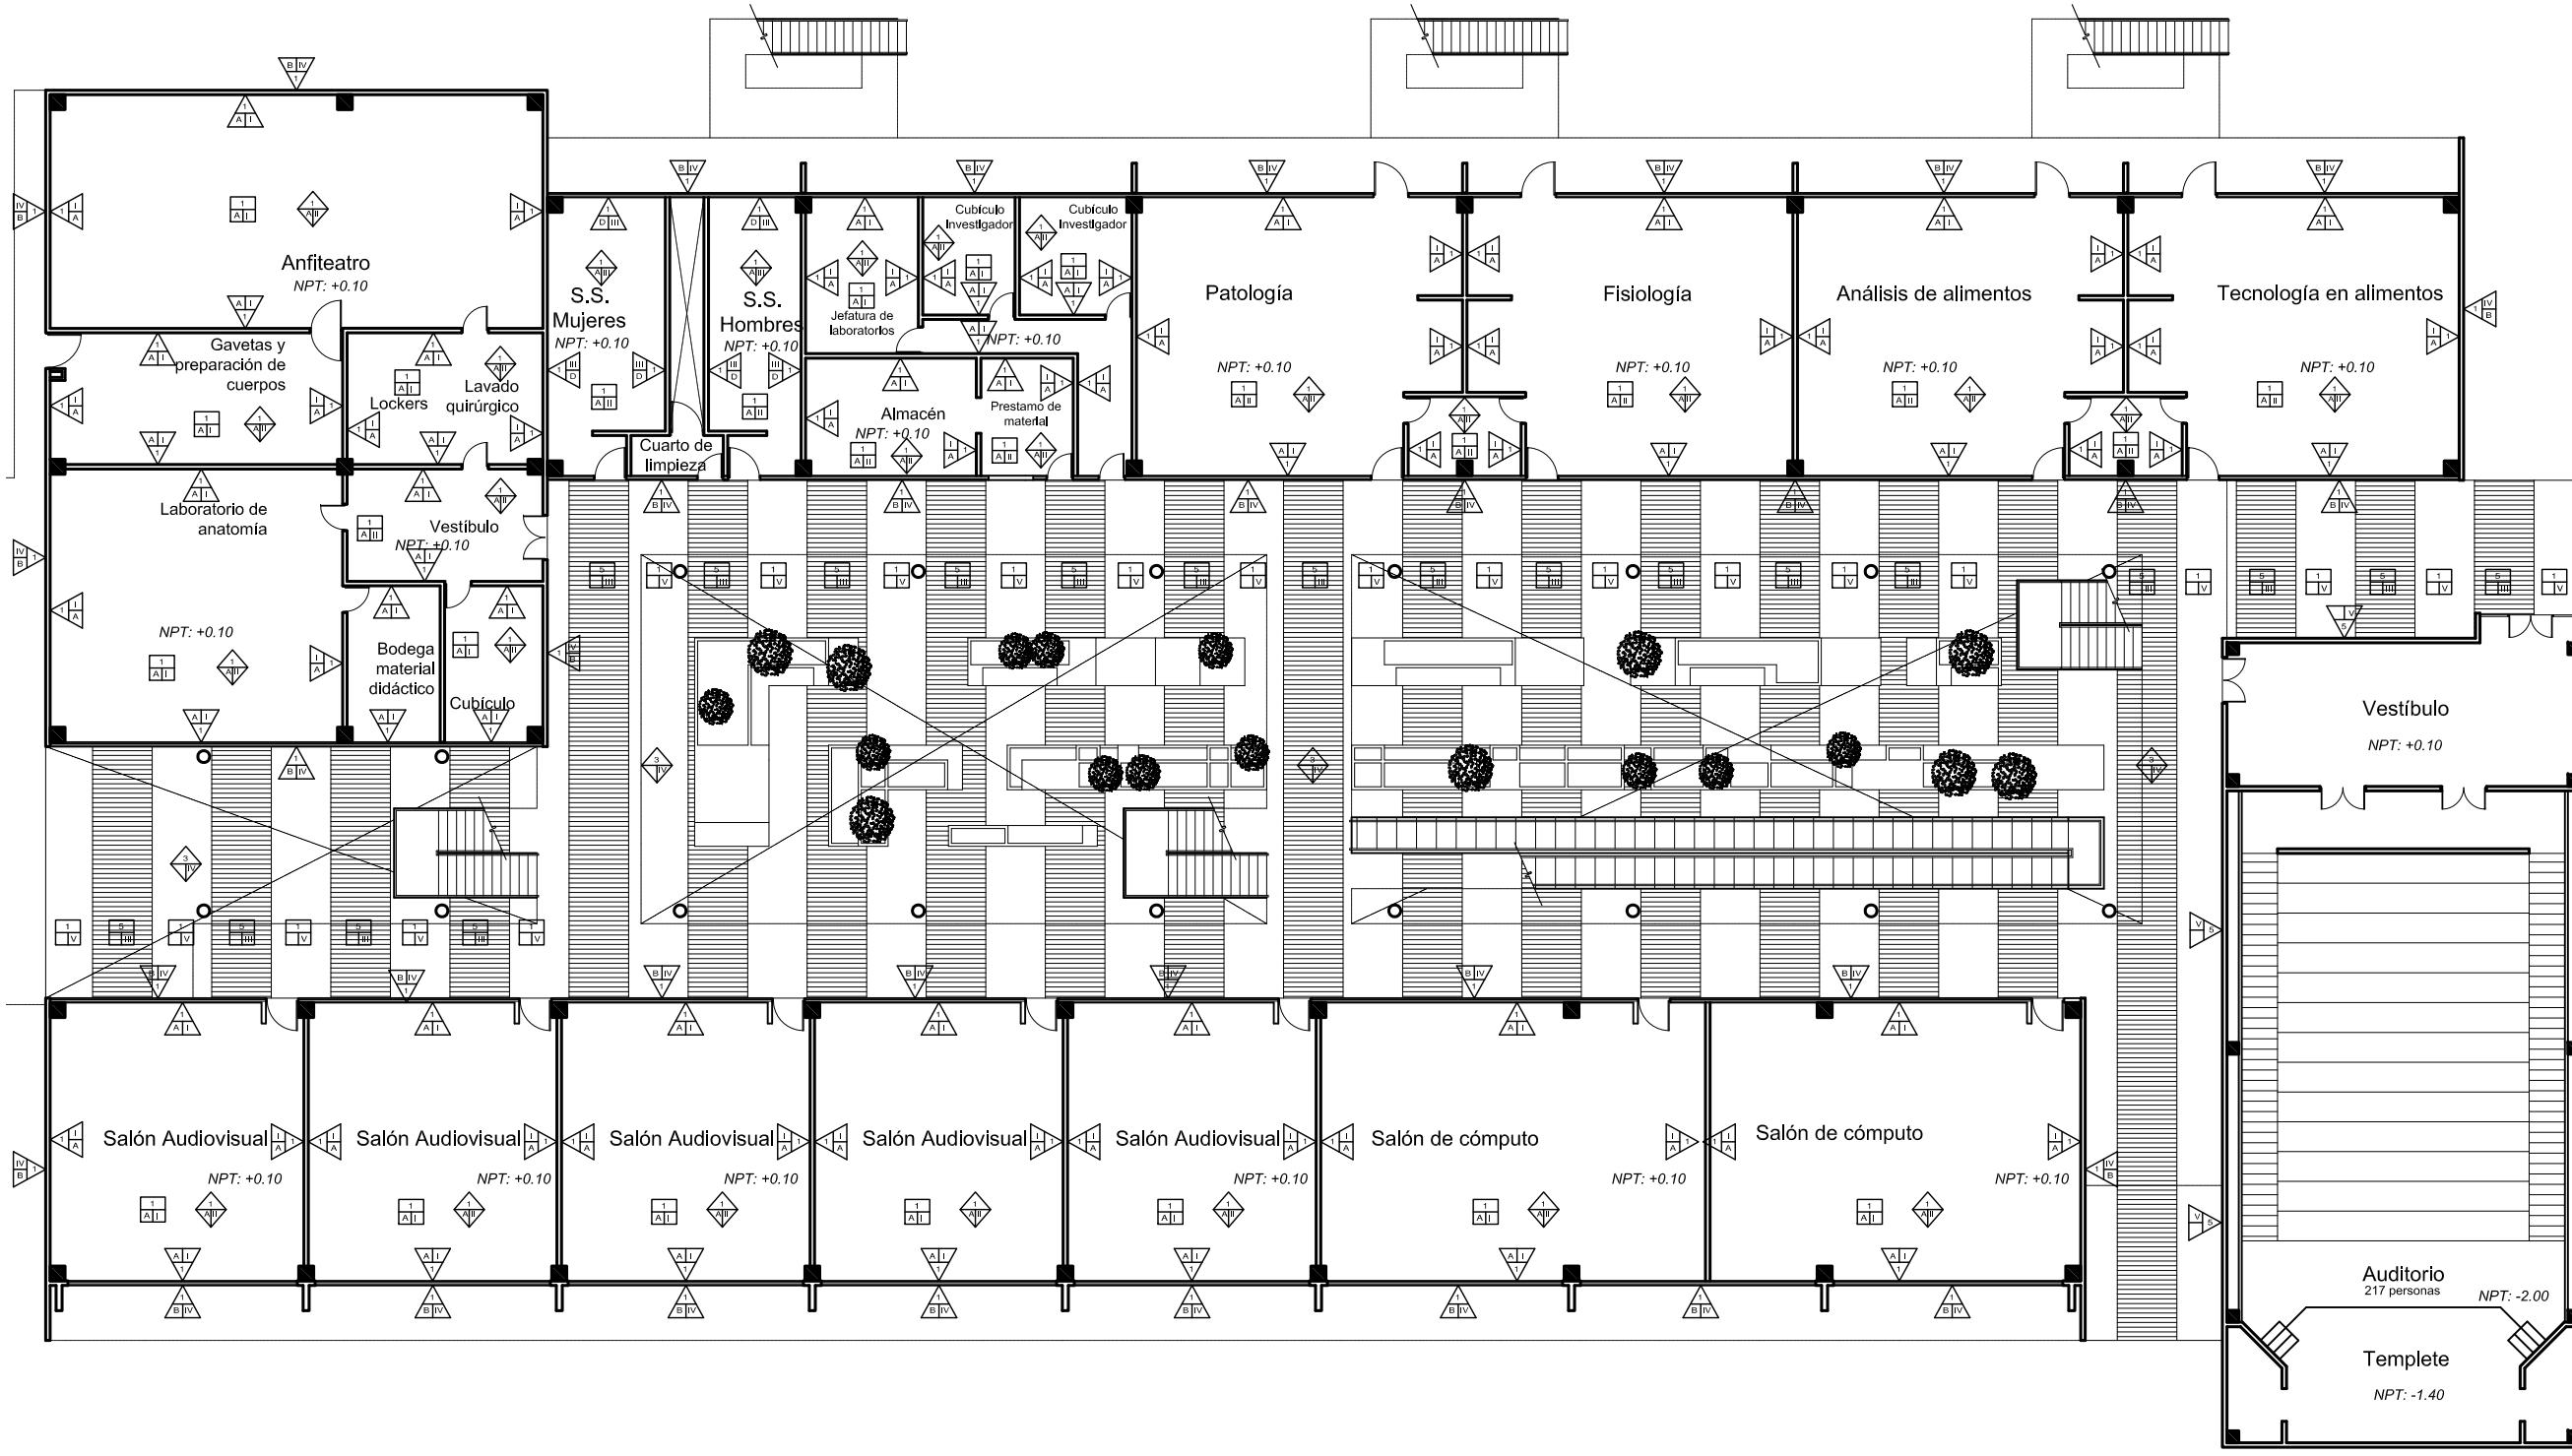 Anfiteatro
NPT: +0.10
Gavetas y
preparación de
cuerpos
Lockers
Lavado
quirúrgico
Laboratorio de
anatomía
NPT: +0.10
Vestíbulo
NPT: +0.10
Bodega
material
didáctico
Cubículo
S.S.
Mujeres
NPT: +0.10
Cuarto de
limpieza
S.S.
Hombres
NPT: +0.10
Jefatura de
laboratorios
Cubículo
Investigador
Cubículo
Investigador
NPT: +0.10
Almacén
NPT: +0.10
Prestamo de
material
Patología
NPT: +0.10
Fisiología
NPT: +0.10
Análisis de alimentos
NPT: +0.10
Tecnología en alimentos
NPT: +0.10
Vestíbulo
NPT: +0.10
Salón Audiovisual
NPT: +0.10
Salón Audiovisual
NPT: +0.10
Salón Audiovisual
NPT: +0.10
Salón Audiovisual
NPT: +0.10
Salón Audiovisual
NPT: +0.10
Salón de cómputo
NPT: +0.10
Salón de cómputo
NPT: +0.10
Auditorio
217 personas
NPT: -2.00
Templete
NPT: -1.40